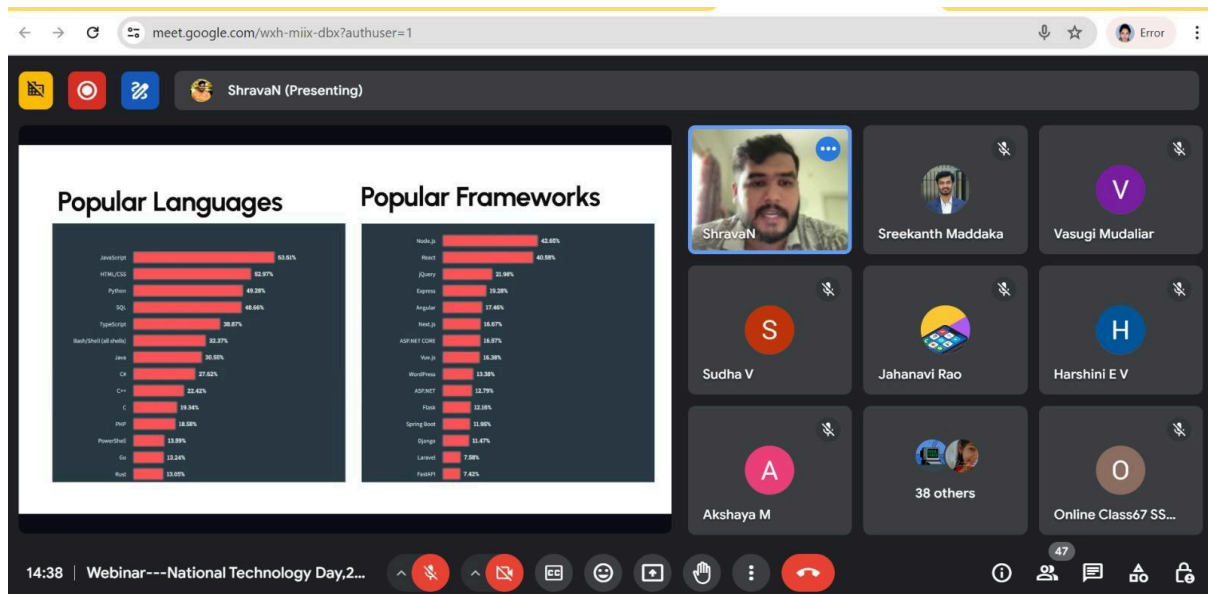 meet.google.com/wxh-miix-dbx?authuser=1
Error
ShravaN (Presenting)
Popular Languages
JavaScript 63.61%
HTML/CSS 52.97%
Python 49.28%
SQL 48.66%
TypeScript 38.87%
Bash/Shell (all shells) 32.37%
Java 30.55%
C# 27.62%
C++ 22.42%
C 19.34%
PHP 18.58%
PowerShell 13.59%
Go 13.24%
Rust 13.05%
Popular Frameworks
Node.js 42.65%
React 40.58%
jQuery 21.98%
Express 19.28%
Angular 17.46%
Next.js 16.67%
ASP.NET CORE 16.57%
Vue.js 16.38%
WordPress 13.38%
ASP.NET 12.79%
Flask 12.16%
Spring Boot 11.95%
Django 11.47%
Laravel 7.58%
FastAPI 7.42%
ShravaN
Sreekanth Maddaka
V
Vasugi Mudaliar
S
Sudha V
Jahanavi Rao
H
Harshini E V
A
Akshaya M
38 others
O
Online Class67 SS...
14:38 | Webinar---National Technology Day,2...
CC
47